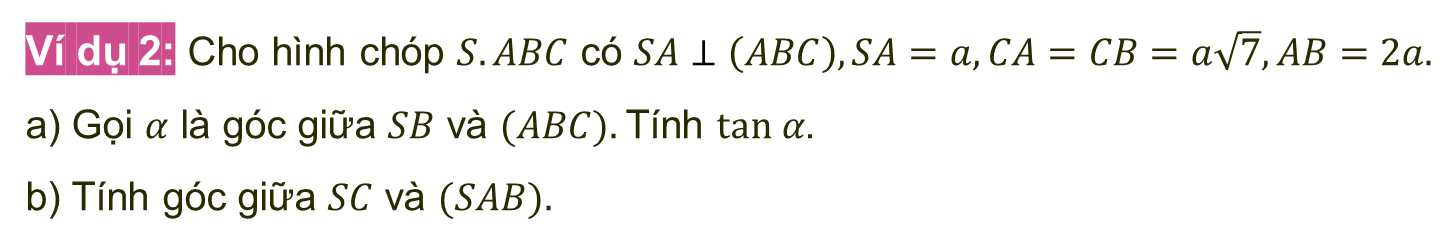 Ví dụ 2: Cho hình chóp S.ABC có SA ⊥ (ABC), SA = a, CA = CB = a√7, AB = 2a.
a) Gọi α là góc giữa SB và (ABC). Tính tan α.
b) Tính góc giữa SC và (SAB).